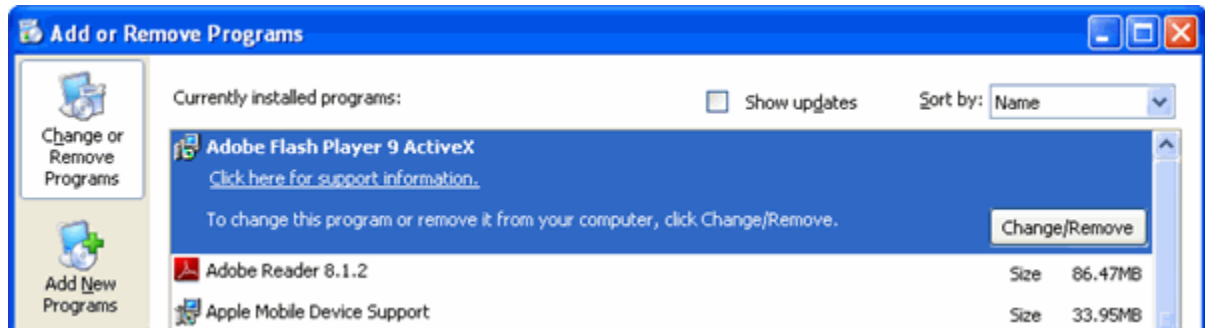 Add or Remove Programs
Currently installed programs:
Show updates
Sort by: Name
Change or
Remove
Programs
Adobe Flash Player 9 ActiveX
Click here for support information.
To change this program or remove it from your computer, click Change/Remove.
Change/Remove
Add New
Programs
Adobe Reader 8.1.2 Size 86.47MB
Apple Mobile Device Support Size 33.95MB